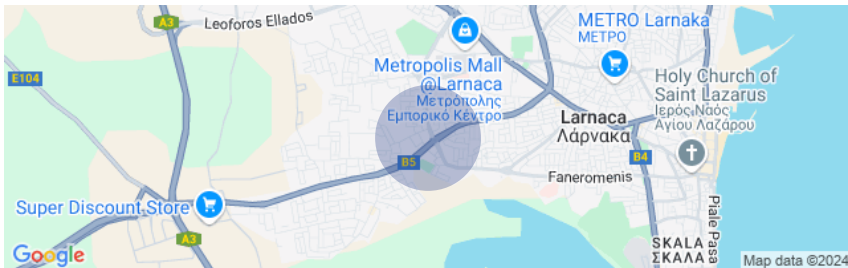 Leoforos Ellados
A3
METRO Larnaka
ΜΕΤΡΟ
E104
Metropolis Mall
@Larnaca
Μετρόπολης
Εμπορικό Κέντρο
Holy Church of
Saint Lazarus
Ιερός Ναός
Αγίου Λαζάρου
Larnaca
Λάρνακα
B4
B5
Faneromenis
Super Discount Store
A3
Piale Pasa
SKALA
ΣΚΑΛΑ
Google
Map data ©2024